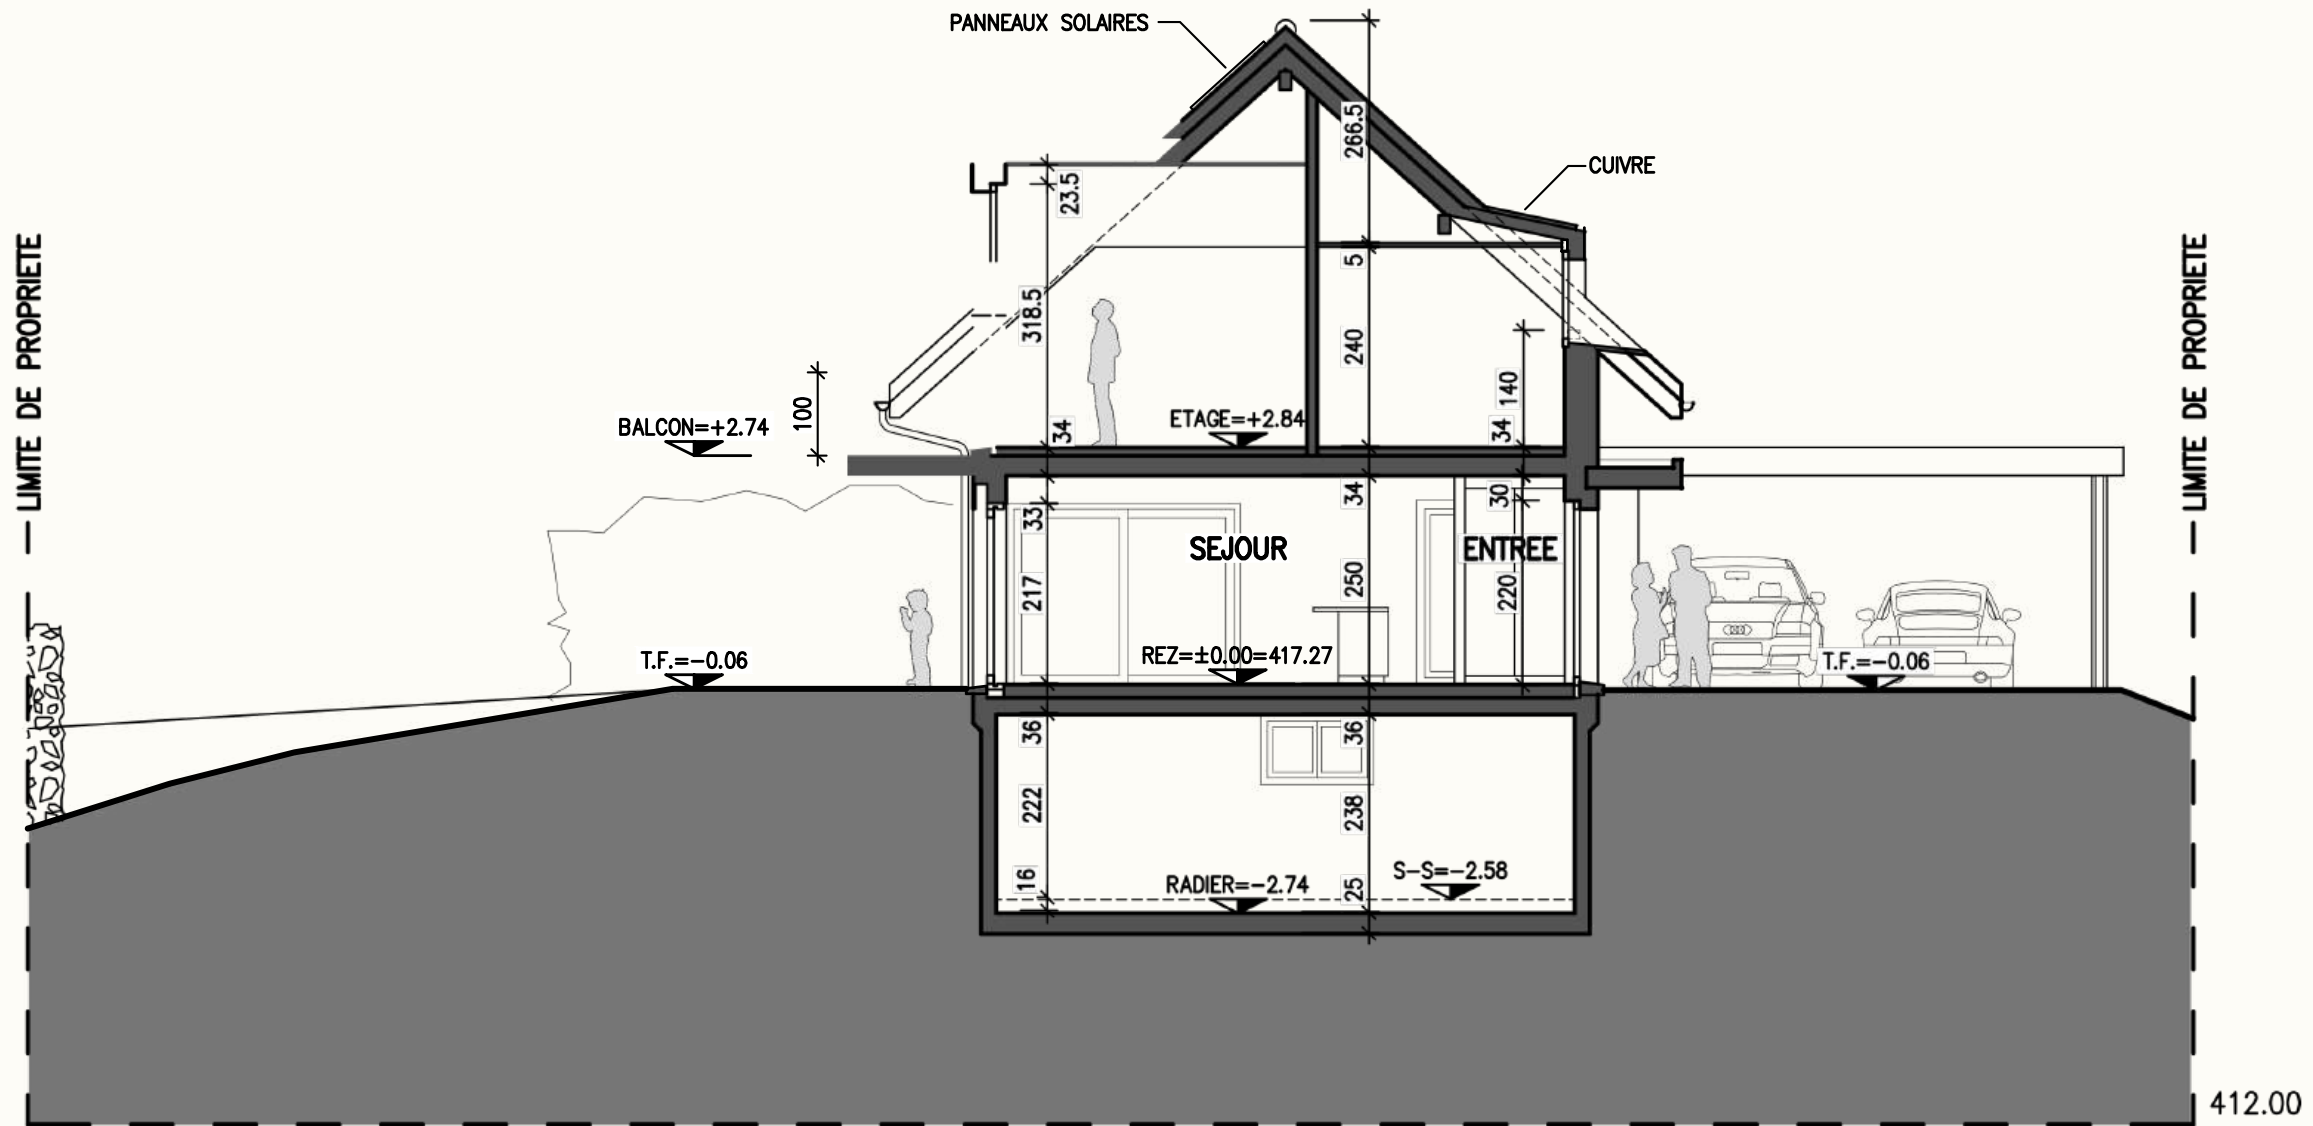 PANNEAUX SOLAIRES
266.5
CUIVRE
23.5
LIMITE DE PROPRIETE
LIMITE DE PROPRIETE
5
318.5
240
140
100
BALCON=+2.74
ETAGE=+2.84
34
34
33
34
30
SEJOUR
ENTREE
217
250
220
T.F.=-0.06
REZ=±0.00=417.27
T.F.=-0.06
36
36
222
238
16
RADIER=-2.74
25
S-S=-2.58
412.00